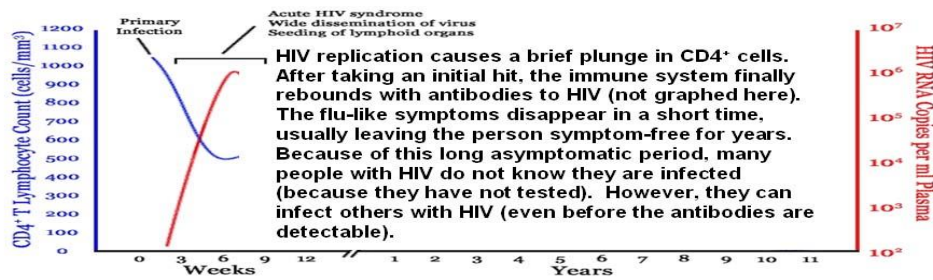 Acute HIV syndrome
Wide dissemination of virus
Seeding of lymphoid organs
Primary
Infection
HIV replication causes a brief plunge in CD4⁺ cells.
After taking an initial hit, the immune system finally
rebounds with antibodies to HIV (not graphed here).
The flu-like symptoms disappear in a short time,
usually leaving the person symptom-free for years.
Because of this long asymptomatic period, many
people with HIV do not know they are infected
(because they have not tested).  However, they can
infect others with HIV (even before the antibodies are
detectable).
CD4⁺ T Lymphocyte Count (cells/mm³)
1200
1100
1000
900
800
700
600
500
400
300
200
100
0
HIV RNA Copies per ml Plasma
10⁷
10⁶
10⁵
10⁴
10³
10²
0 3 6 9 12 1 2 3 4 5 6 7 8 9 10 11
Weeks Years